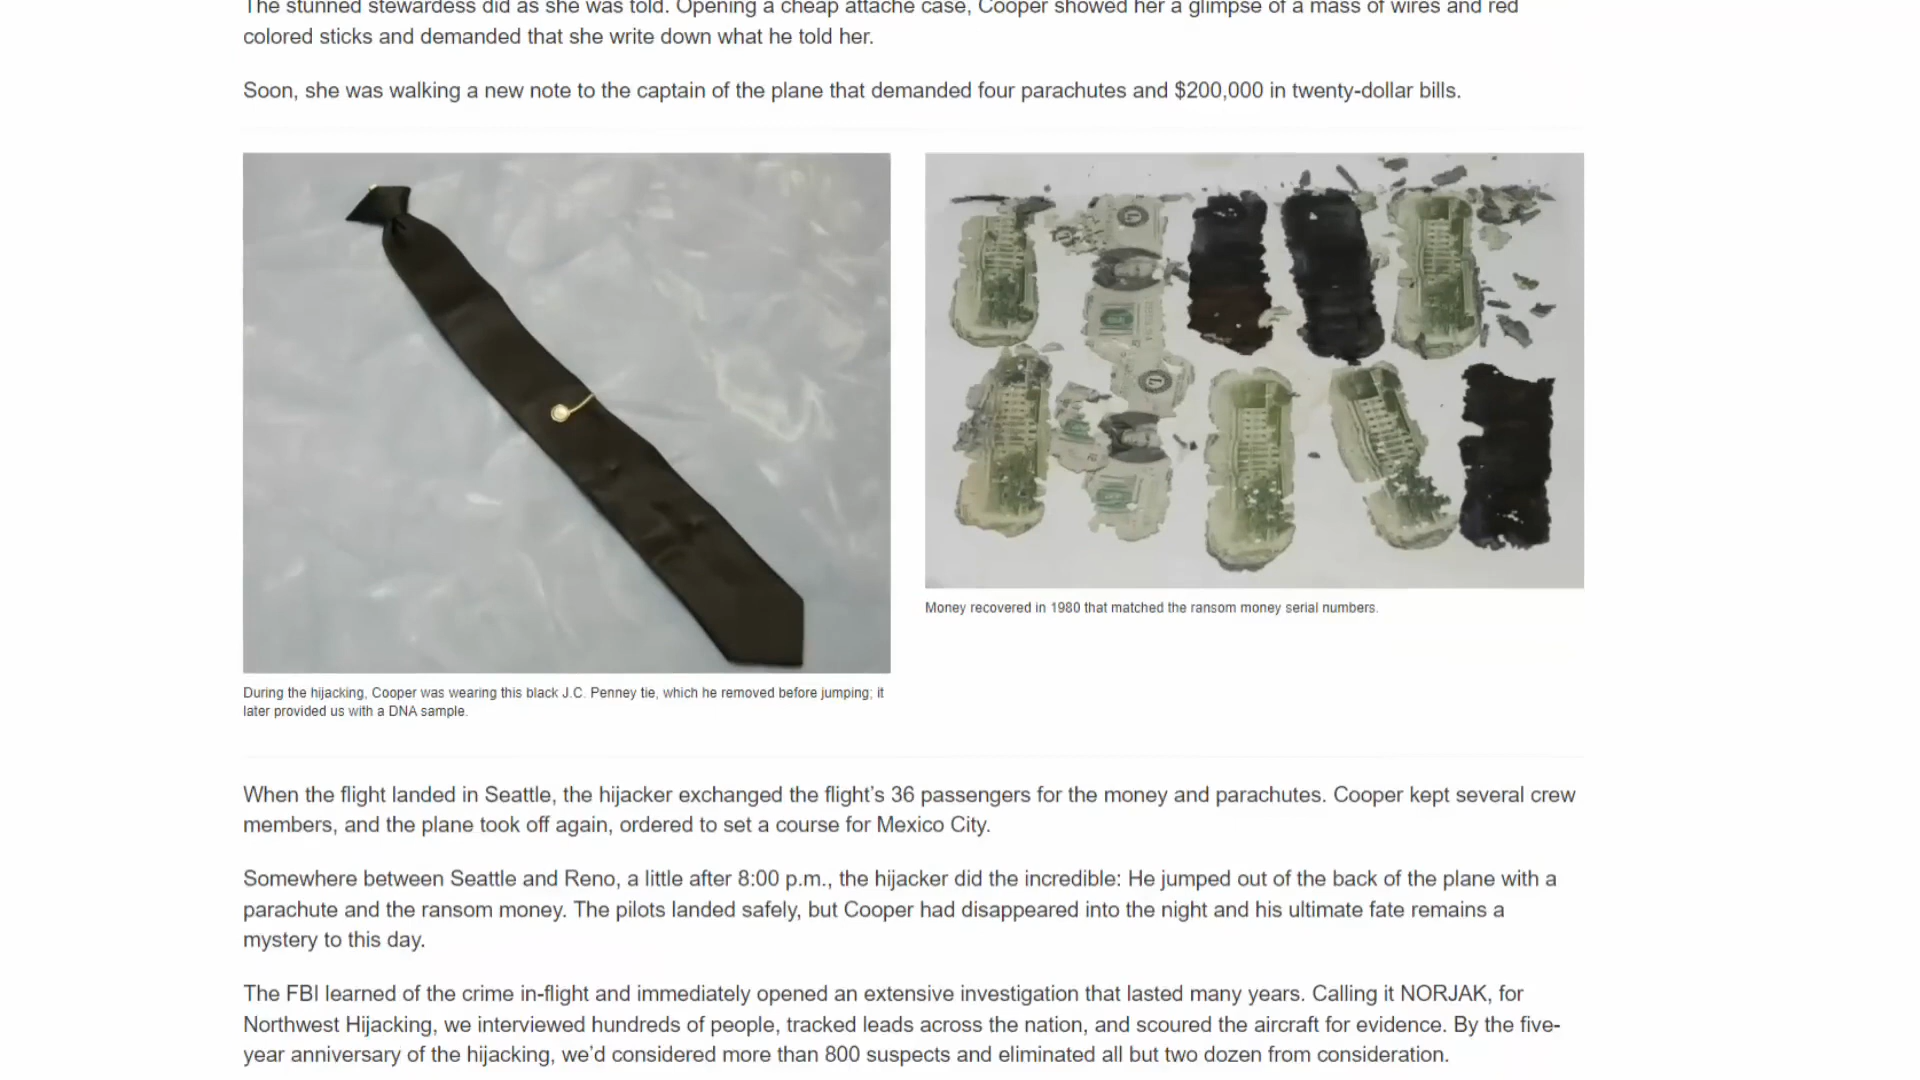 The stunned stewardess did as she was told. Opening a cheap attaché case, Cooper showed her a glimpse of a mass of wires and red
colored sticks and demanded that she write down what he told her.
Soon, she was walking a new note to the captain of the plane that demanded four parachutes and $200,000 in twenty-dollar bills.
During the hijacking, Cooper was wearing this black J.C. Penney tie, which he removed before jumping; it
later provided us with a DNA sample.
Money recovered in 1980 that matched the ransom money serial numbers.
When the flight landed in Seattle, the hijacker exchanged the flight’s 36 passengers for the money and parachutes. Cooper kept several crew
members, and the plane took off again, ordered to set a course for Mexico City.
Somewhere between Seattle and Reno, a little after 8:00 p.m., the hijacker did the incredible: He jumped out of the back of the plane with a
parachute and the ransom money. The pilots landed safely, but Cooper had disappeared into the night and his ultimate fate remains a
mystery to this day.
The FBI learned of the crime in-flight and immediately opened an extensive investigation that lasted many years. Calling it NORJAK, for
Northwest Hijacking, we interviewed hundreds of people, tracked leads across the nation, and scoured the aircraft for evidence. By the five-
year anniversary of the hijacking, we’d considered more than 800 suspects and eliminated all but two dozen from consideration.